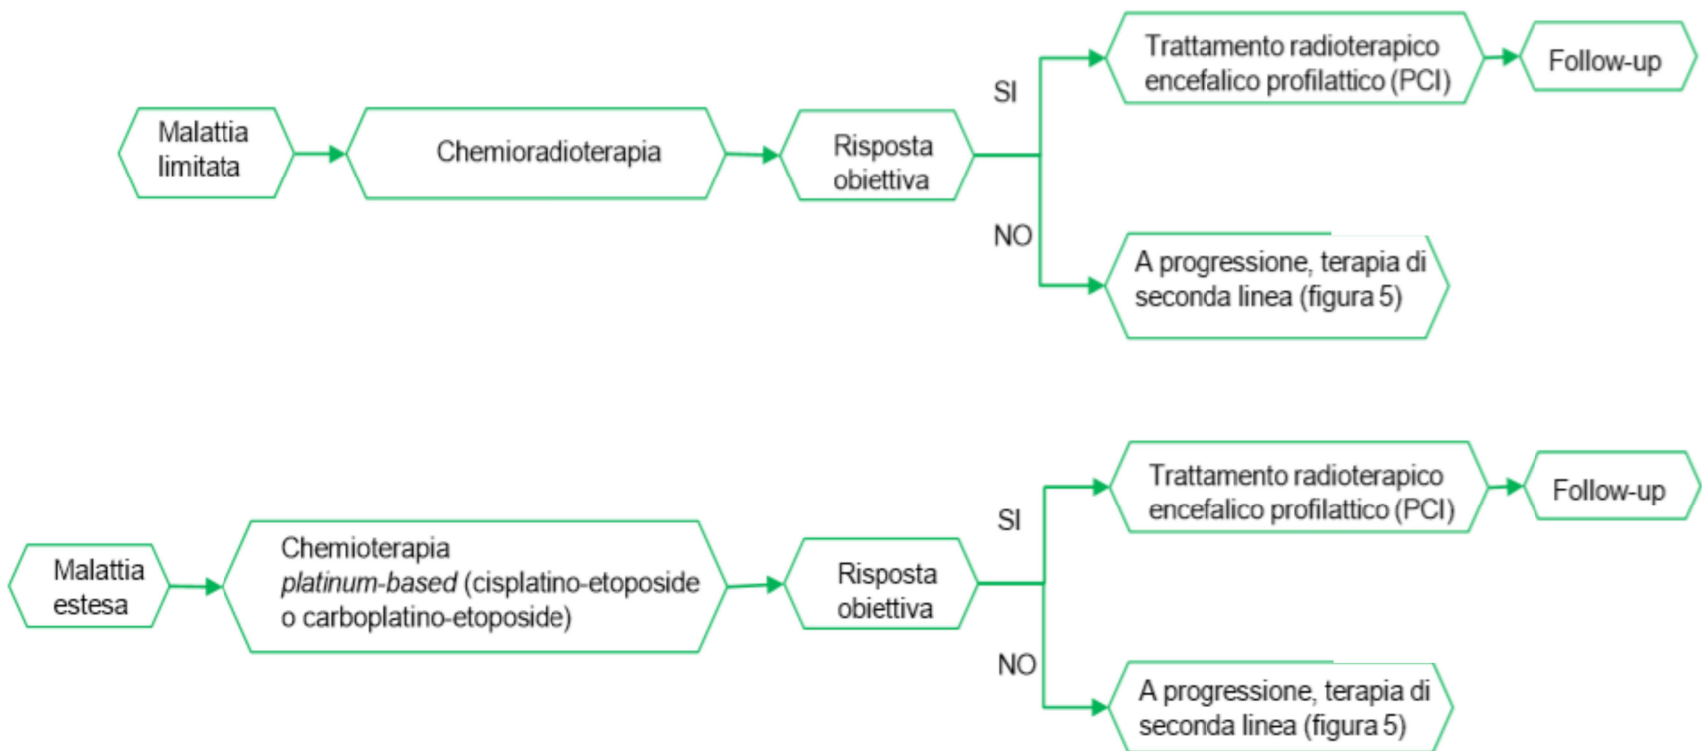 Malattia
limitata
Chemioradioterapia
Risposta
obiettiva
SI
Trattamento radioterapico
encefalico profilattico (PCI)
Follow-up
NO
A progressione, terapia di
seconda linea (figura 5)
Malattia
estesa
Chemioterapia
platinum-based (cisplatino-etoposide
o carboplatino-etoposide)
Risposta
obiettiva
SI
Trattamento radioterapico
encefalico profilattico (PCI)
Follow-up
NO
A progressione, terapia di
seconda linea (figura 5)